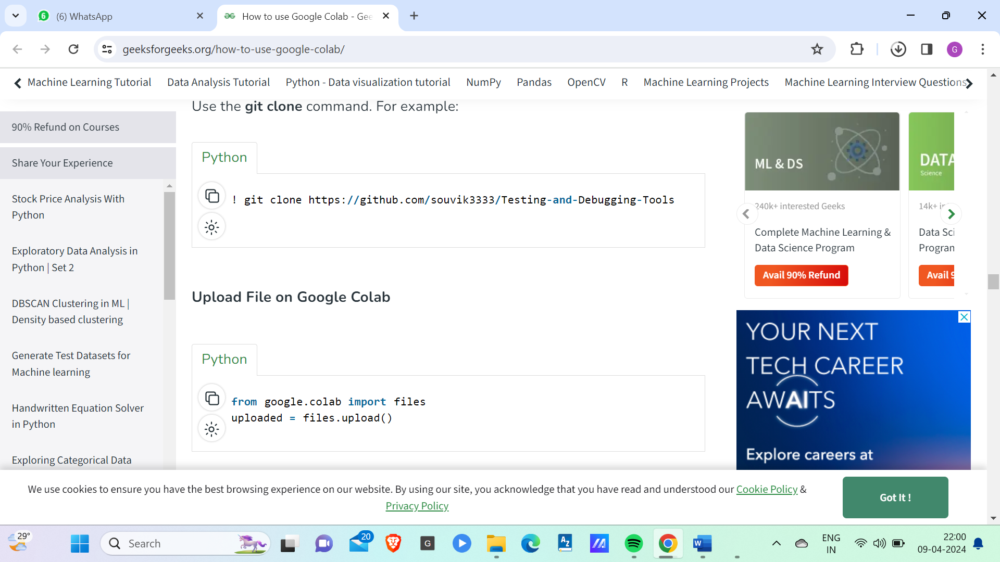 6
(6) WhatsApp
How to use Google Colab - Gee
geeksforgeeks.org/how-to-use-google-colab/
G
Machine Learning Tutorial Data Analysis Tutorial Python - Data visualization tutorial NumPy Pandas OpenCV R Machine Learning Projects Machine Learning Interview Questions
90% Refund on Courses
Share Your Experience
Stock Price Analysis With
Python
Exploratory Data Analysis in
Python | Set 2
DBSCAN Clustering in ML |
Density based clustering
Generate Test Datasets for
Machine learning
Handwritten Equation Solver
in Python
Exploring Categorical Data
Use the git clone command. For example:
Python
! git clone https://github.com/souvik3333/Testing-and-Debugging-Tools
Upload File on Google Colab
Python
from google.colab import files
uploaded = files.upload()
ML & DS
240k+ interested Geeks
Complete Machine Learning &
Data Science Program
Avail 90% Refund
DATA
Science
14k+ in
Data Sci
Program
Avail 9
YOUR NEXT
TECH CAREER
AWAITS
Explore careers at
We use cookies to ensure you have the best browsing experience on our website. By using our site, you acknowledge that you have read and understood our Cookie Policy &
Privacy Policy
Got It !
29°
Search
20
G
A
Z
W
ENG
IN
22:00
09-04-2024